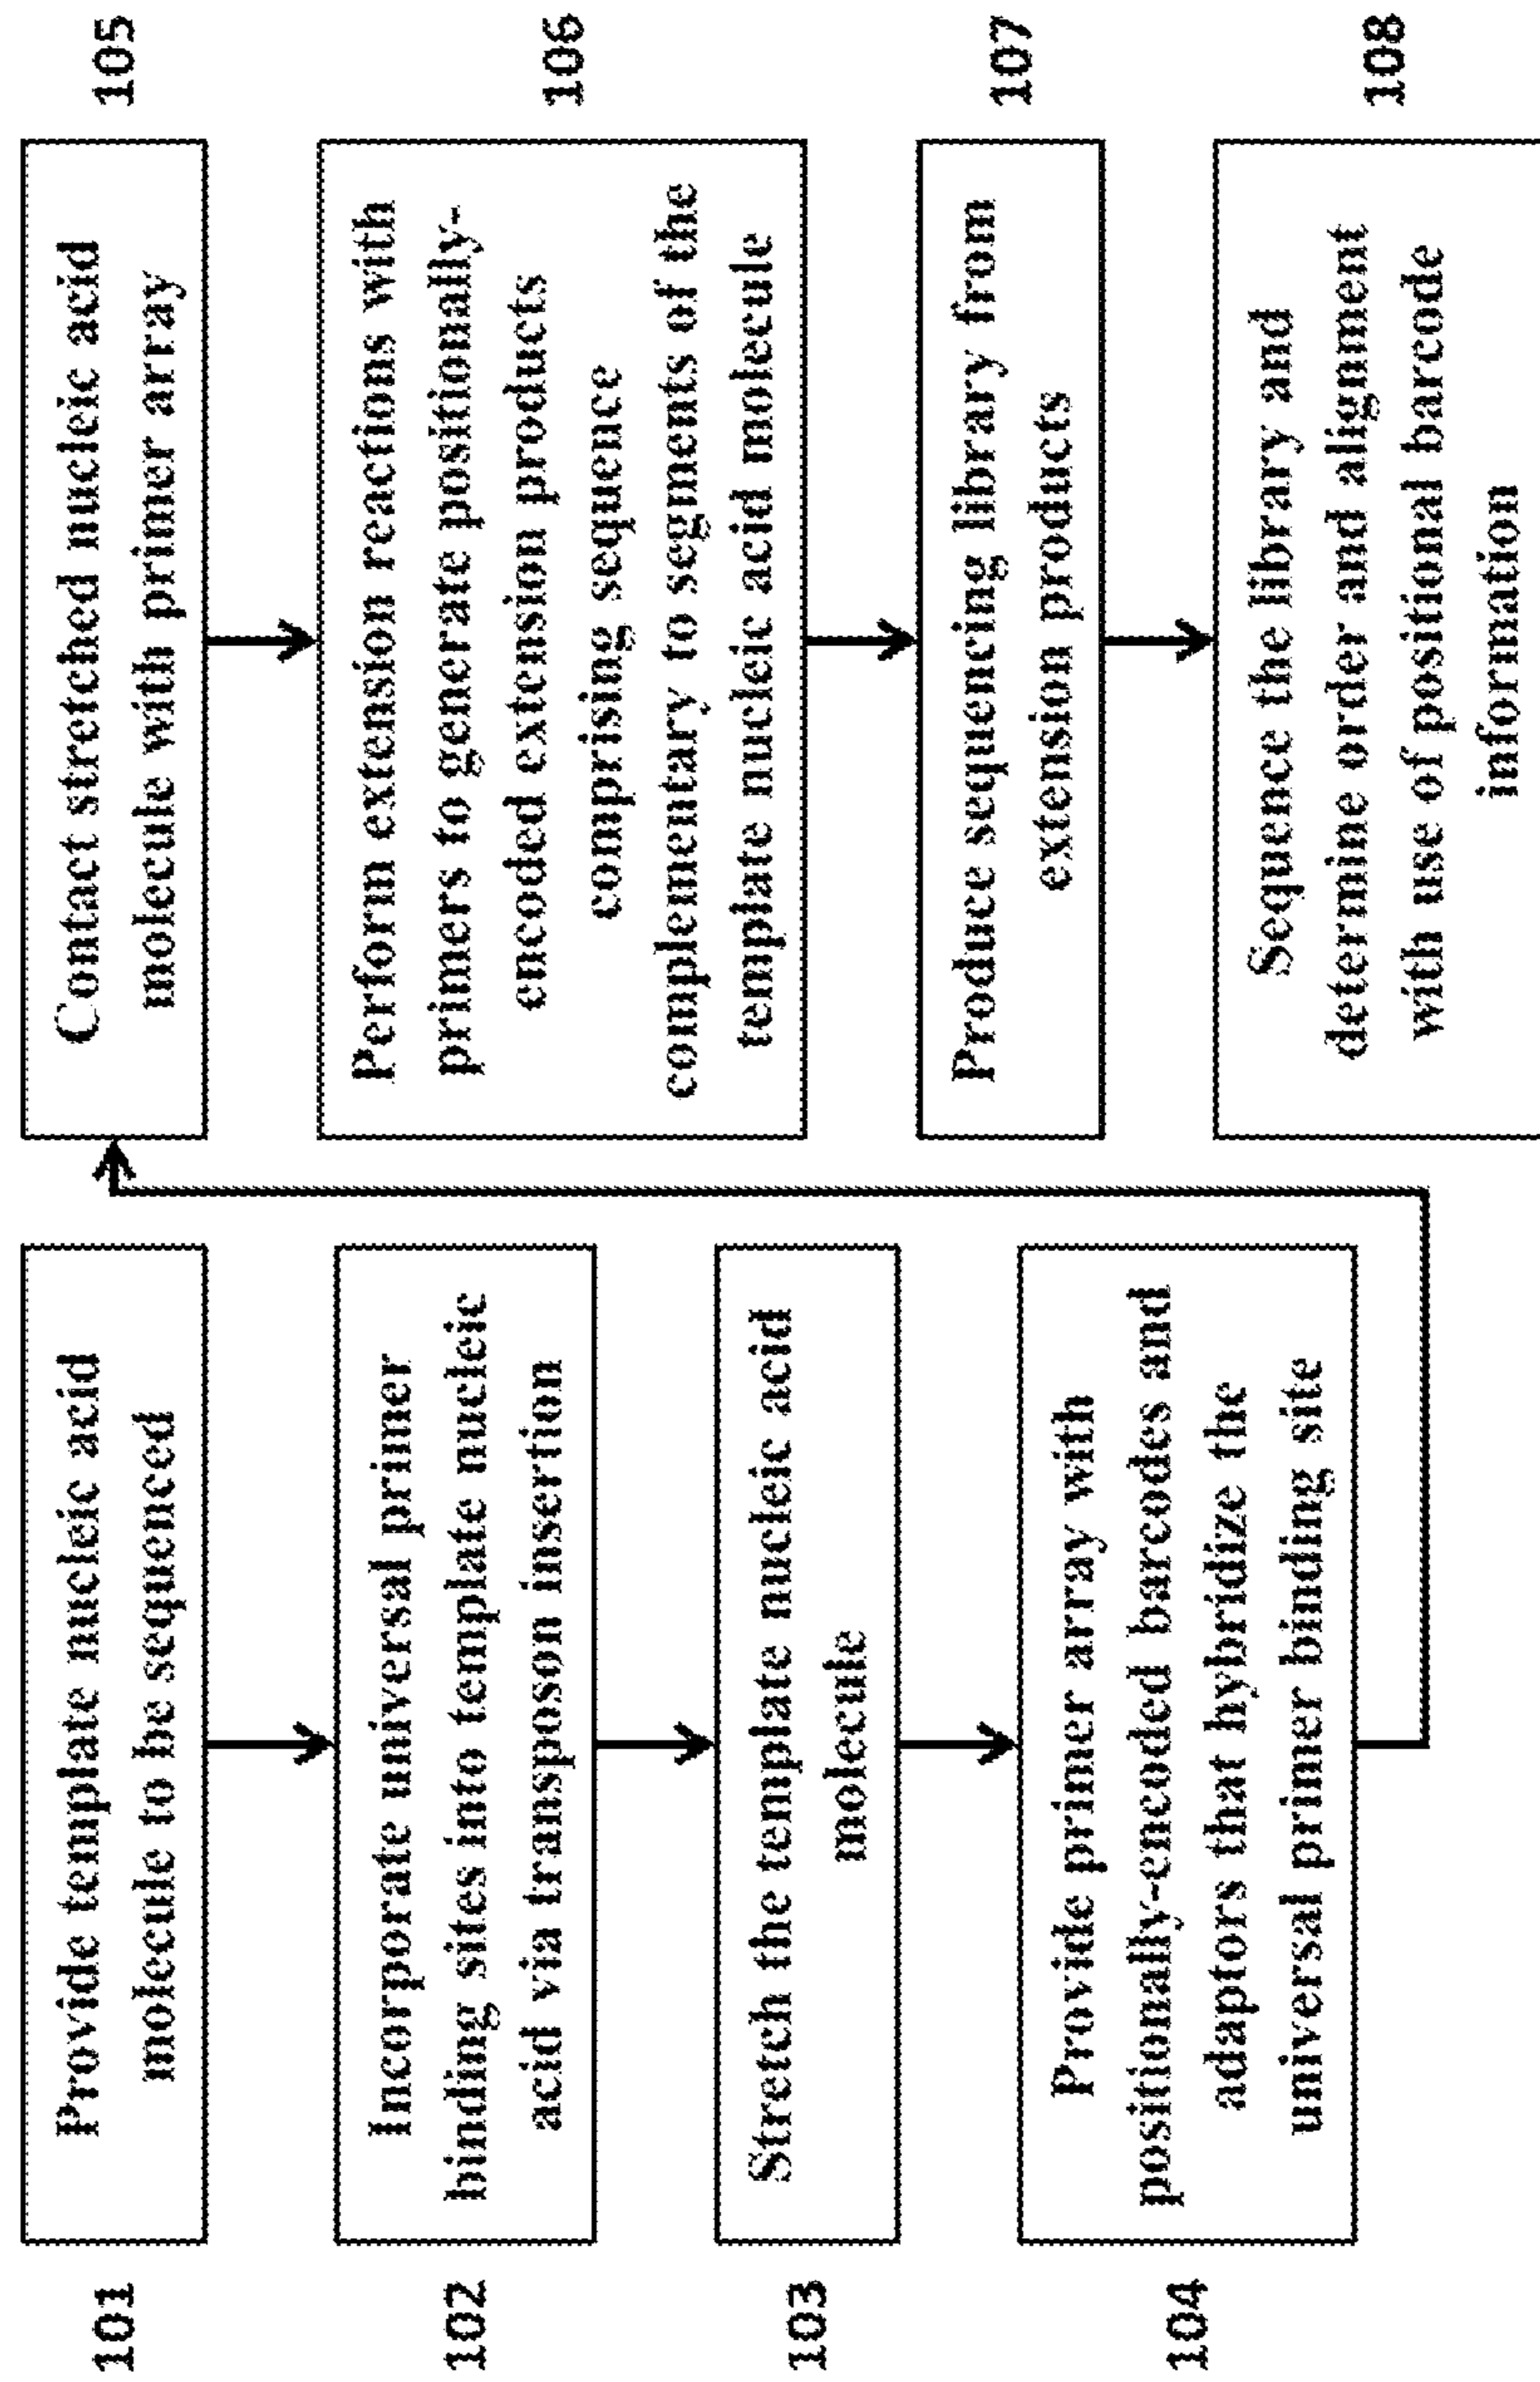 101
Provide template nucleic acid
molecule to be sequenced
102
Incorporate universal primer
binding sites into template nucleic
acid via transposon insertion
103
Stretch the template nucleic acid
molecule
104
Provide primer array with
positionally-encoded barcodes and
adaptors that hybridize the
universal primer binding site
Contact stretched nucleic acid
molecule with primer array
105
Perform extension reactions with
primers to generate positionally-
encoded extension products
comprising sequence
complementary to segments of the
template nucleic acid molecule
106
Produce sequencing library from
extension products
107
Sequence the library and
determine order and alignment
with use of positional barcode
information
108